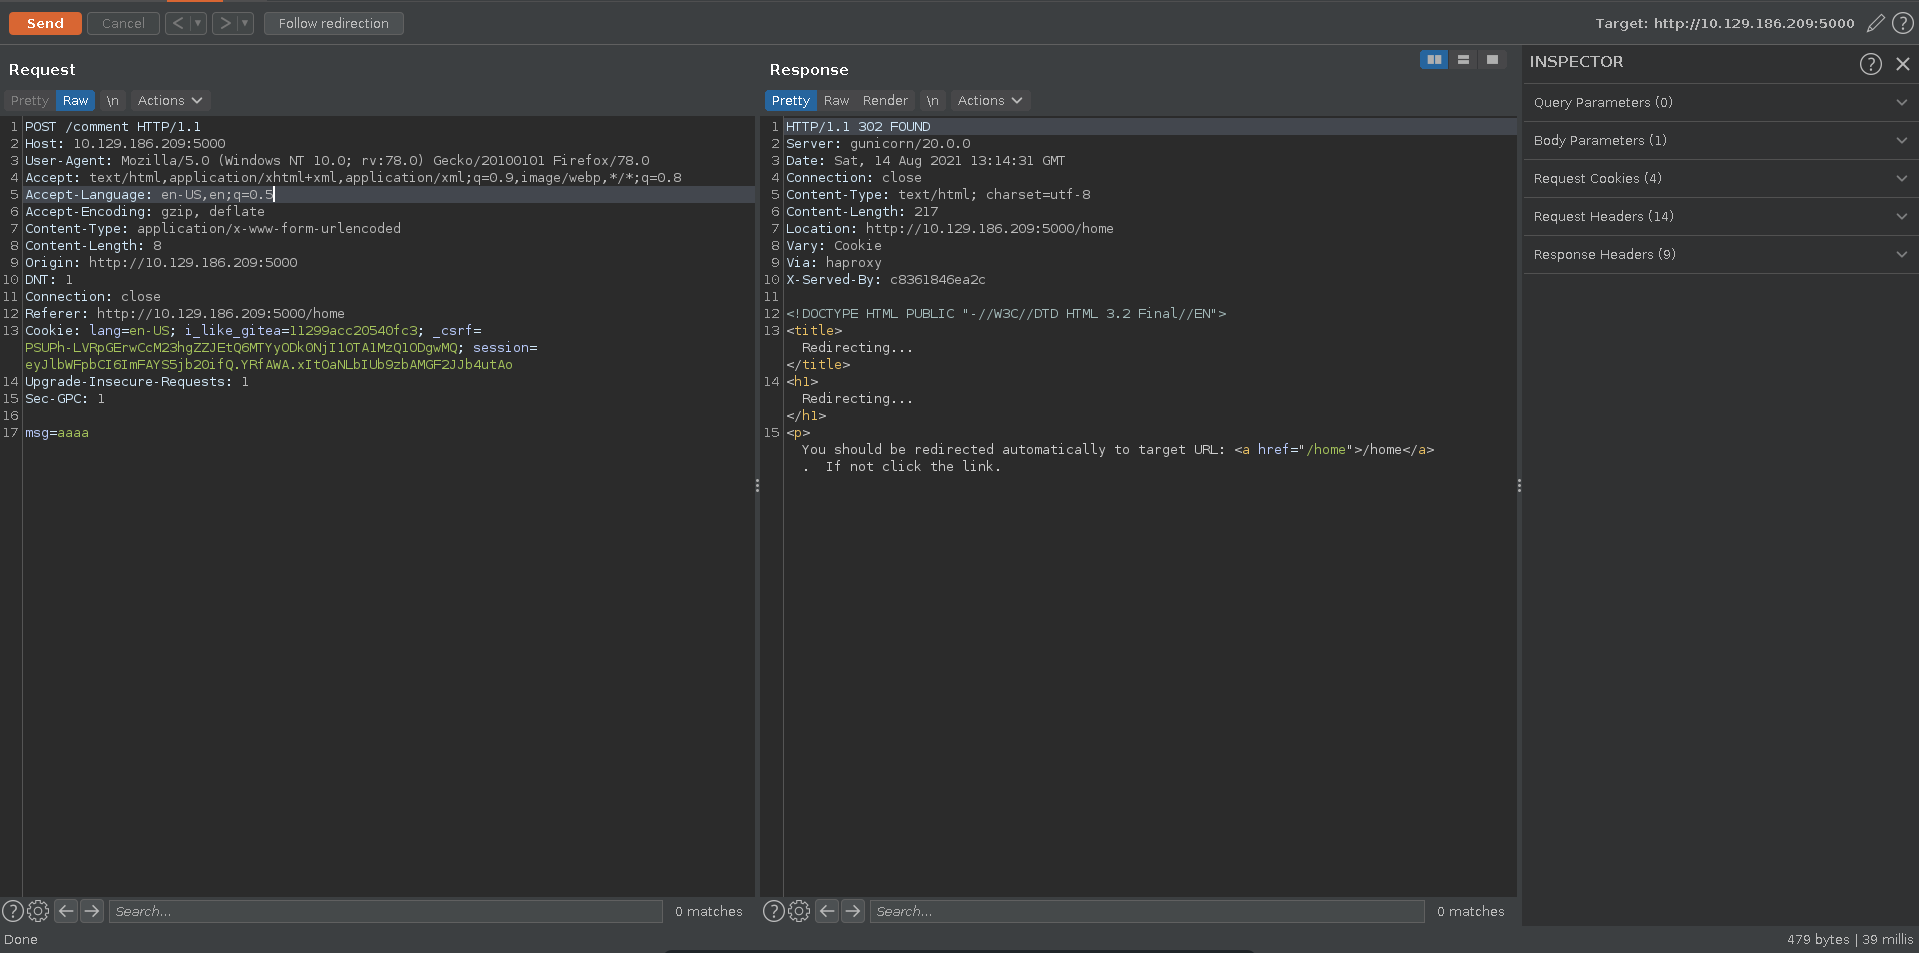 Send Cancel < > Follow redirection Target: http://10.129.186.209:5000
Request
Pretty Raw \n Actions
1 POST /comment HTTP/1.1
2 Host: 10.129.186.209:5000
3 User-Agent: Mozilla/5.0 (Windows NT 10.0; rv:78.0) Gecko/20100101 Firefox/78.0
4 Accept: text/html,application/xhtml+xml,application/xml;q=0.9,image/webp,*/*;q=0.8
5 Accept-Language: en-US,en;q=0.5
6 Accept-Encoding: gzip, deflate
7 Content-Type: application/x-www-form-urlencoded
8 Content-Length: 8
9 Origin: http://10.129.186.209:5000
10 DNT: 1
11 Connection: close
12 Referer: http://10.129.186.209:5000/home
13 Cookie: lang=en-US; i_like_gitea=11299acc20540fc3; _csrf=
PSUPh-LVRpGErwCcM23hgZZJEtQ6MTYyODk0NjI1OTA1MzQ1ODgwMQ; session=
eyJlbWFpbCI6ImFAYS5jb20ifQ.YRfAWA.xItOaNLbIUb9zbAMGF2JJb4utAo
14 Upgrade-Insecure-Requests: 1
15 Sec-GPC: 1
16
17 msg=aaaa
Search... 0 matches
Response
Pretty Raw Render \n Actions
1 HTTP/1.1 302 FOUND
2 Server: gunicorn/20.0.0
3 Date: Sat, 14 Aug 2021 13:14:31 GMT
4 Connection: close
5 Content-Type: text/html; charset=utf-8
6 Content-Length: 217
7 Location: http://10.129.186.209:5000/home
8 Vary: Cookie
9 Via: haproxy
10 X-Served-By: c8361846ea2c
11
12 <!DOCTYPE HTML PUBLIC "-//W3C//DTD HTML 3.2 Final//EN">
13 <title>
Redirecting...
</title>
14 <h1>
Redirecting...
</h1>
15 <p>
You should be redirected automatically to target URL: <a href="/home">/home</a>
.  If not click the link.
Search... 0 matches
INSPECTOR
Query Parameters (0)
Body Parameters (1)
Request Cookies (4)
Request Headers (14)
Response Headers (9)
Done
479 bytes | 39 millis